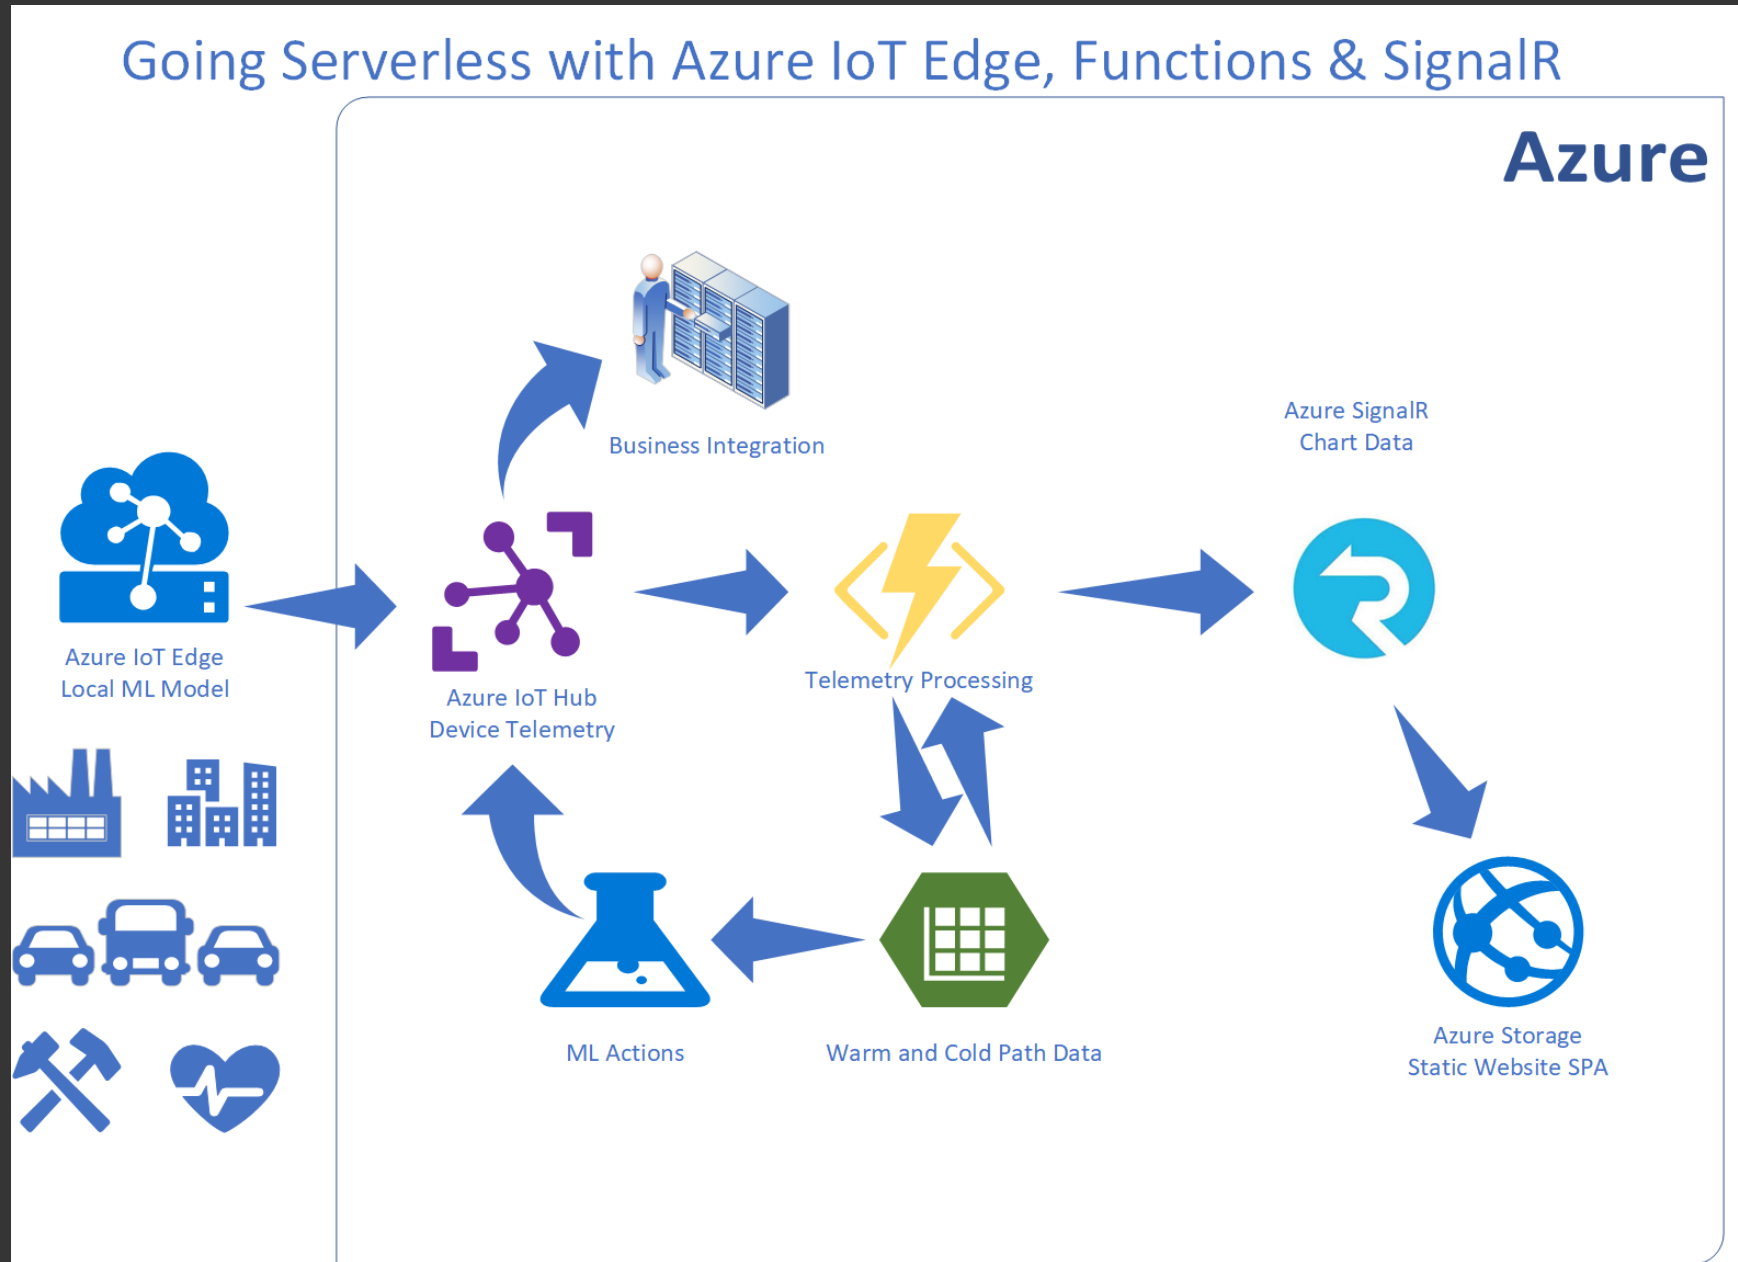 Going Serverless with Azure IoT Edge, Functions & SignalR
Azure
Business Integration
Azure SignalR
Chart Data
Azure IoT Edge
Local ML Model
Azure IoT Hub
Device Telemetry
Telemetry Processing
ML Actions
Warm and Cold Path Data
Azure Storage
Static Website SPA